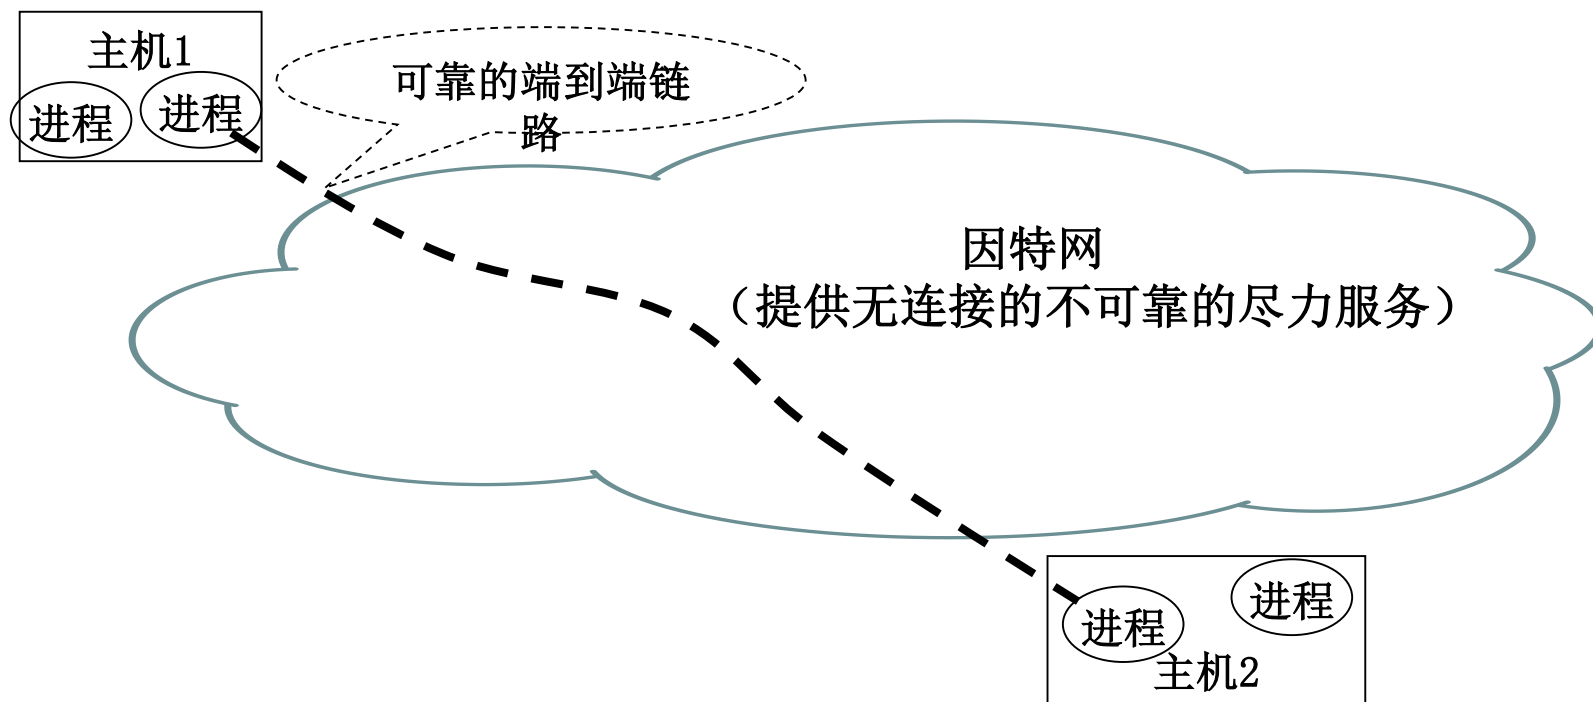 主机1
进程
进程
可靠的端到端链
路
因特网
（提供无连接的不可靠的尽力服务）
进程
进程
主机2